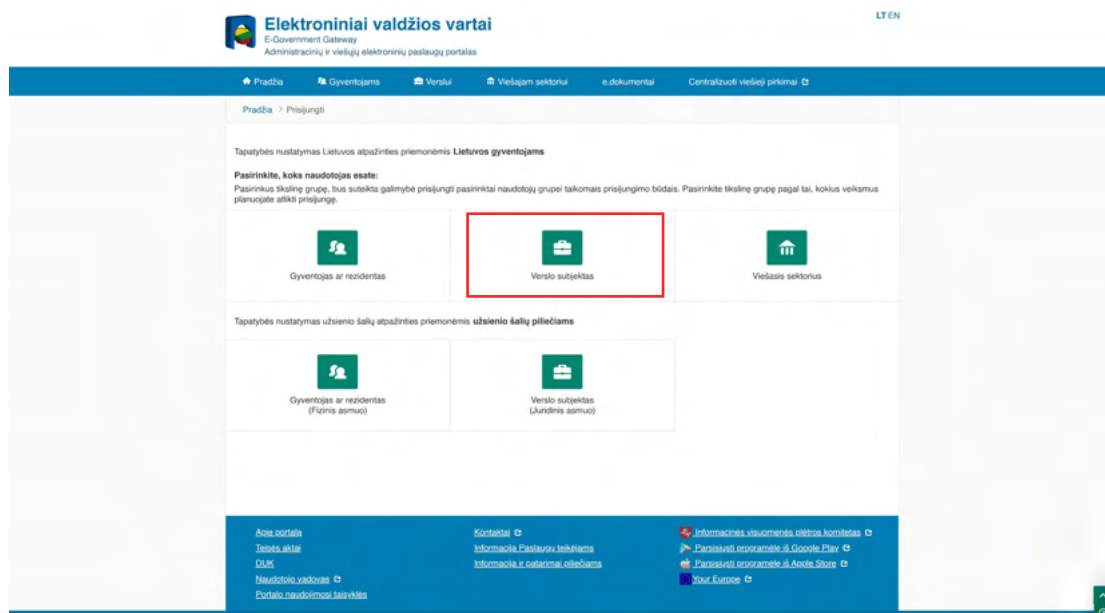 LT EN
Elektroniniai valdžios vartai
E-Government Gateway
Administracinių ir viešųjų elektroninių paslaugų portalas
Pradžia Gyventojams Verslui Viešajam sektoriui e.dokumentai Centralizuoti viešieji pirkimai
Pradžia > Prisijungti
Tapatybės nustatymas Lietuvos atpažinties priemonėmis Lietuvos gyventojams
Pasirinkite, koks naudotojas esate:
Pasirinkus tikslinę grupę, bus suteikta galimybė prisijungti pasirinktai naudotojų grupei taikomais prisijungimo būdais. Pasirinkite tikslinę grupę pagal tai, kokius veiksmus
planuojate atlikti prisijungę.
Gyventojas ar rezidentas
Verslo subjektas
Viešasis sektorius
Tapatybės nustatymas užsienio šalių atpažinties priemonėmis užsienio šalių piliečiams
Gyventojas ar rezidentas
(Fizinis asmuo)
Verslo subjektas
(Juridinis asmuo)
Apie portalą
Teisės aktai
DUK
Naudotojo vadovas
Portalo naudojimosi taisyklės
Kontaktai
Informacija Paslaugų teikėjams
Informacija ir patarimai piliečiams
Informacinės visuomenės plėtros komitetas
Parsisiųsti programėlę iš Google Play
Parsisiųsti programėlę iš Apple Store
Your Europe